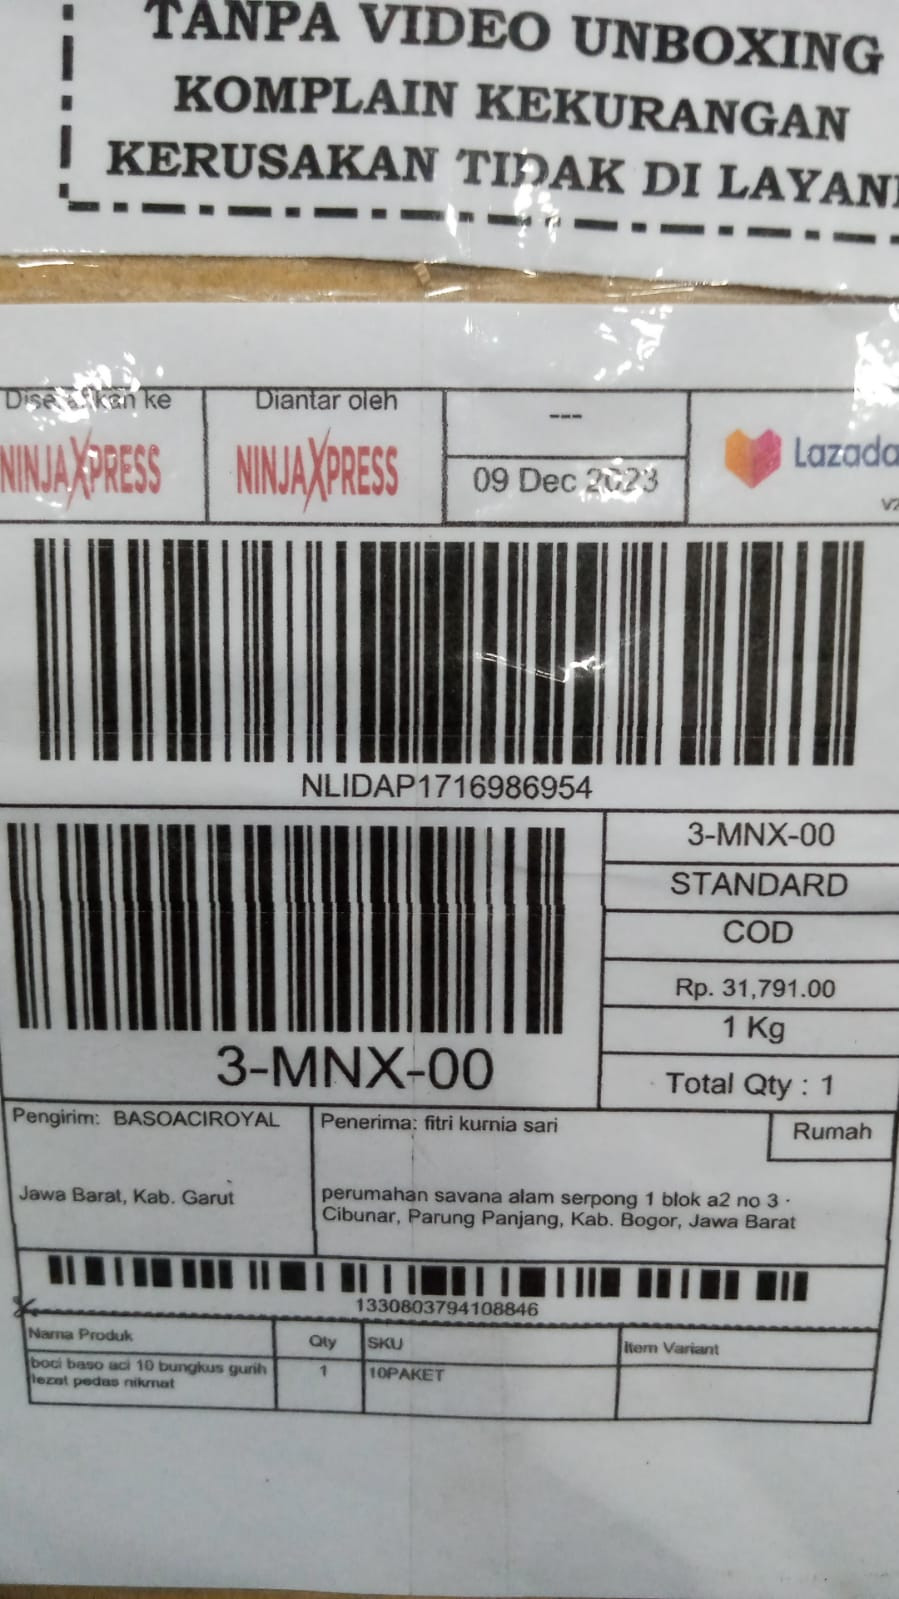 TANPA VIDEO UNBOXING
KOMPLAIN KEKURANGAN
KERUSAKAN TIDAK DI LAYANI
Diserahkan ke
NINJAXPRESS
Diantar oleh
NINJAXPRESS
---
09 Dec 2023
Lazada
NLIDAP1716986954
3-MNX-00
3-MNX-00
STANDARD
COD
Rp. 31,791.00
1 Kg
Total Qty : 1
Pengirim: BASOACIROYAL
Jawa Barat, Kab. Garut
Penerima: fitri kurnia sari
Rumah
perumahan savana alam serpong 1 blok a2 no 3 -
Cibunar, Parung Panjang, Kab. Bogor, Jawa Barat
1330803794108846
Nama Produk
Qty
SKU
Item Variant
boci baso aci 10 bungkus gurih
lezat pedas nikmat
1
10PAKET